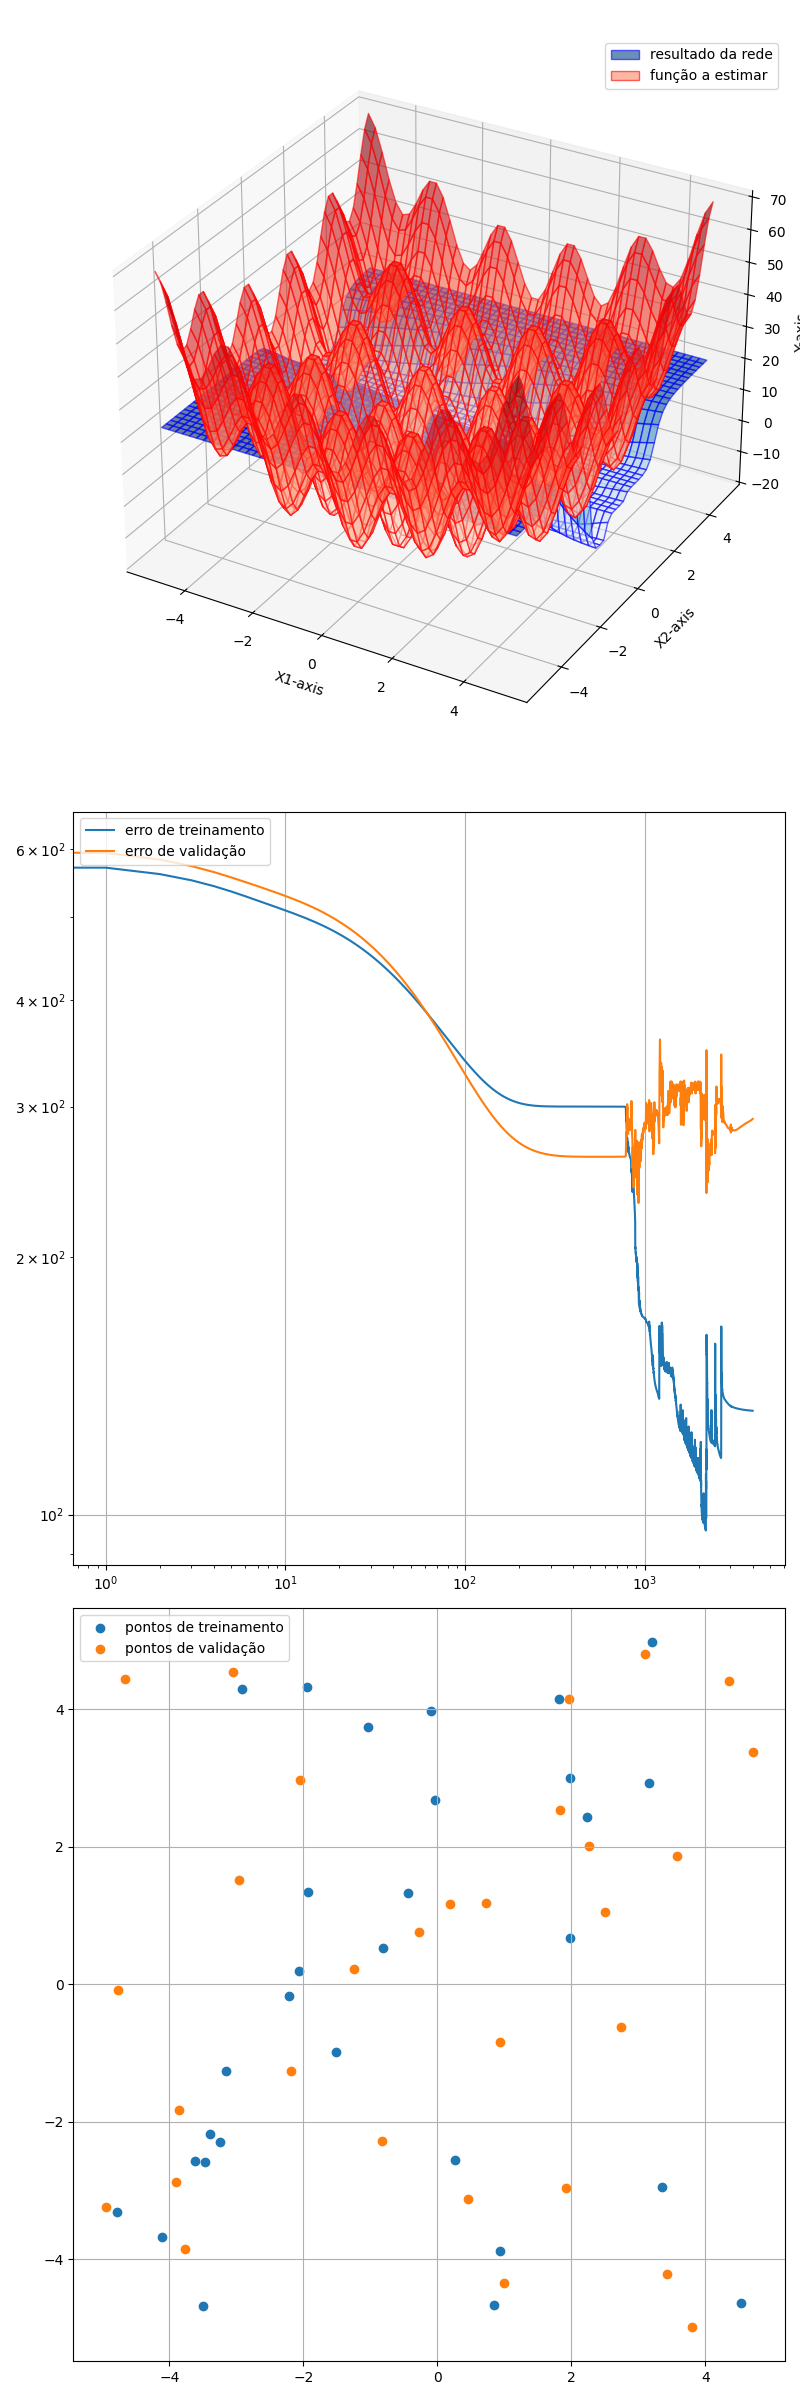 resultado da rede
função a estimar
70
60
50
40
30
20
10
0
−10
−20
−4
−2
0
2
4
X1-axis
−4
−2
0
2
4
X2-axis
erro de treinamento
erro de validação
6 × 10²
4 × 10²
3 × 10²
2 × 10²
10²
10⁰
10¹
10²
10³
pontos de treinamento
pontos de validação
4
2
0
−2
−4
−4
−2
0
2
4